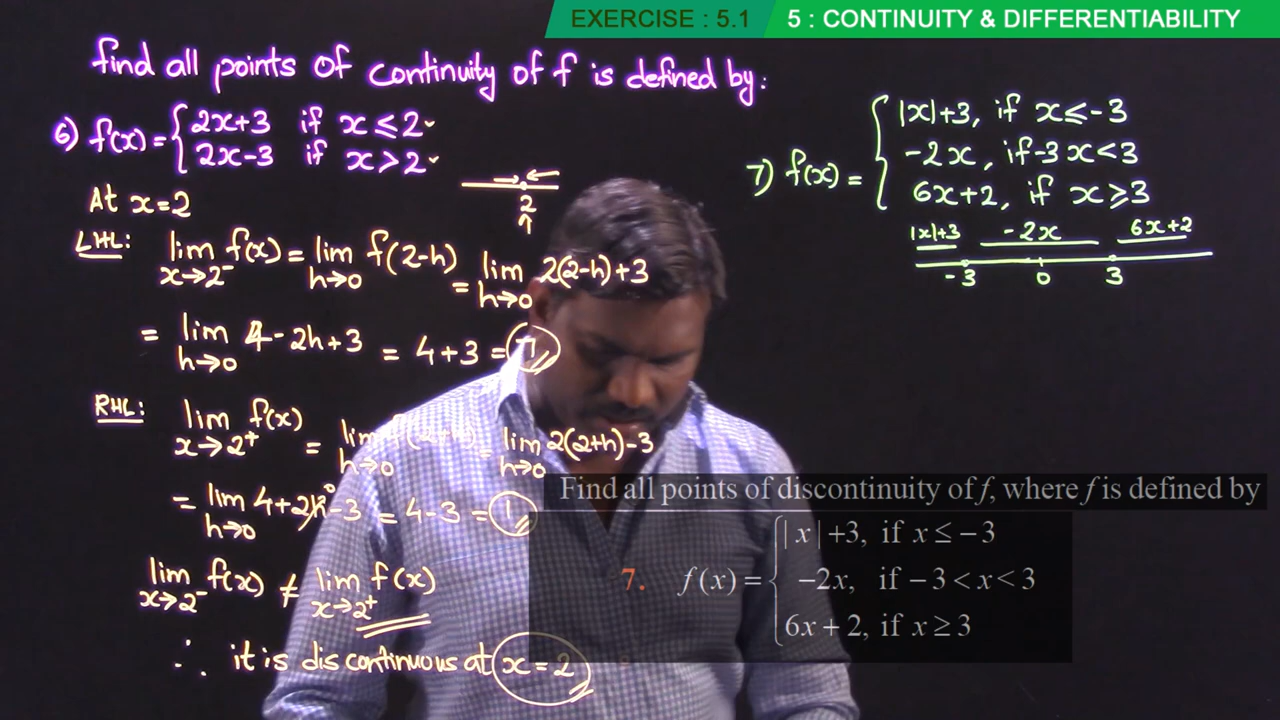 EXERCISE : 5.1 5 : CONTINUITY & DIFFERENTIABILITY
Find all points of continuity of f is defined by:
6) f(x) = { 2x+3 if x ≤ 2
2x-3 if x > 2
At x=2
2
LHL: lim x→2⁻ f(x) = lim h→0 f(2-h) = lim h→0 2(2-h)+3
= lim h→0 4-2h+3 = 4+3 = 7
RHL: lim x→2⁺ f(x) = lim h→0 f(2+h) = lim h→0 2(2+h)-3
= lim h→0 4+2h⁰-3 = 4-3 = 1
lim x→2⁻ f(x) ≠ lim x→2⁺ f(x)
∴ it is discontinuous at x=2
7) f(x) = { |x|+3, if x ≤ -3
-2x, if -3 x < 3
6x+2, if x ≥ 3
|x|+3 -2x 6x+2
-3 0 3
Find all points of discontinuity of f, where f is defined by
7. f(x) = { |x|+3, if x ≤ -3
-2x, if -3 < x < 3
6x + 2, if x ≥ 3